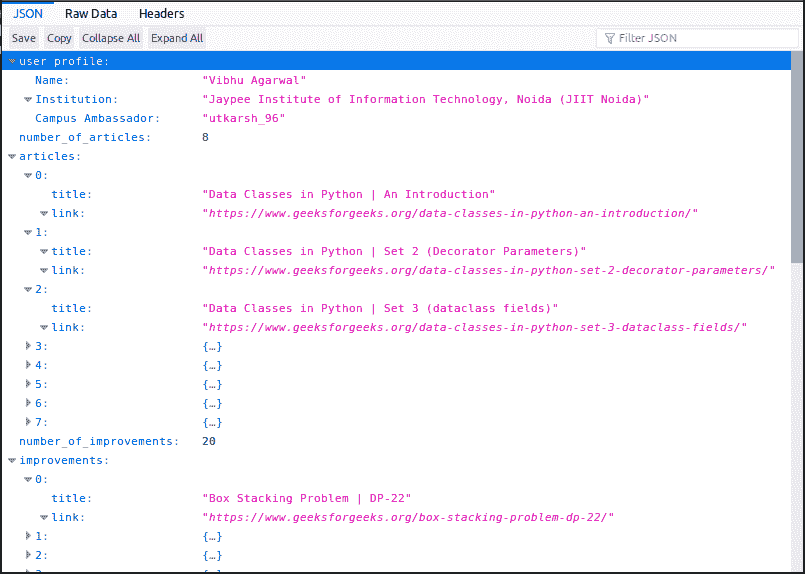 JSON Raw Data Headers
Save Copy Collapse All Expand All Filter JSON
user profile:
Name: "Vibhu Agarwal"
Institution: "Jaypee Institute of Information Technology, Noida (JIIT Noida)"
Campus Ambassador: "utkarsh_96"
number_of_articles: 8
articles:
0:
title: "Data Classes in Python | An Introduction"
link: "https://www.geeksforgeeks.org/data-classes-in-python-an-introduction/"
1:
title: "Data Classes in Python | Set 2 (Decorator Parameters)"
link: "https://www.geeksforgeeks.org/data-classes-in-python-set-2-decorator-parameters/"
2:
title: "Data Classes in Python | Set 3 (dataclass fields)"
link: "https://www.geeksforgeeks.org/data-classes-in-python-set-3-dataclass-fields/"
3: {…}
4: {…}
5: {…}
6: {…}
7: {…}
number_of_improvements: 20
improvements:
0:
title: "Box Stacking Problem | DP-22"
link: "https://www.geeksforgeeks.org/box-stacking-problem-dp-22/"
1: {…}
2: {…}